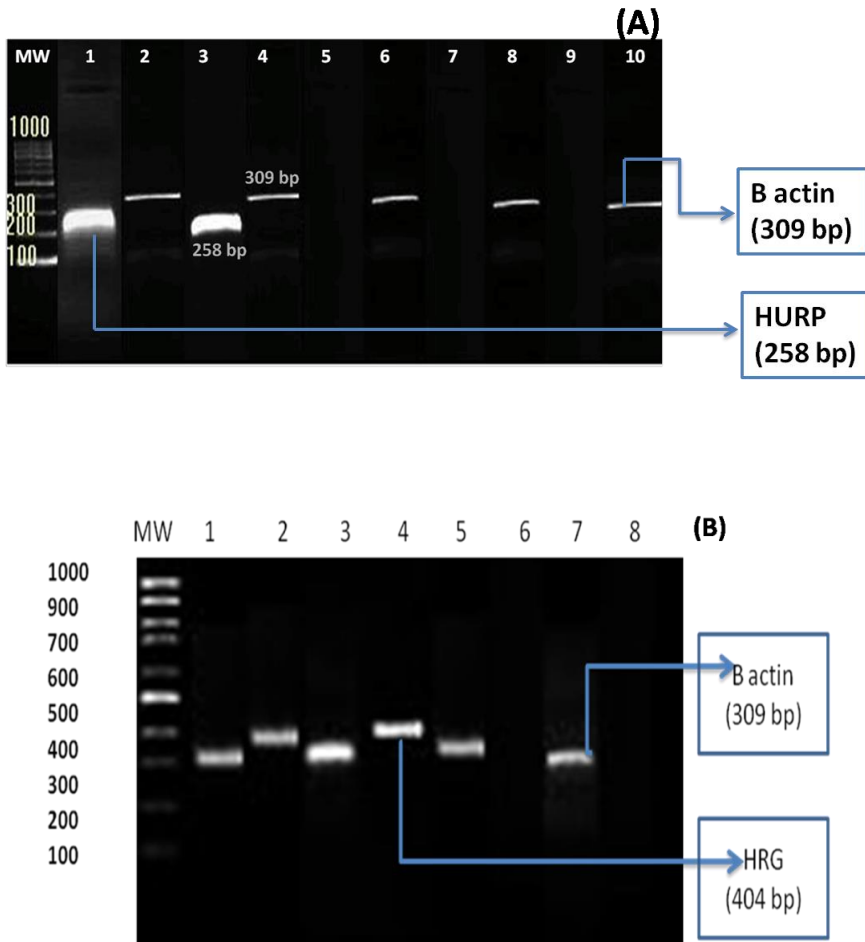 (A)
MW 1 2 3 4 5 6 7 8 9 10
1000
300
200
100
309 bp
258 bp
B actin
(309 bp)
HURP
(258 bp)
(B)
MW 1 2 3 4 5 6 7 8
1000
900
800
700
600
500
400
300
200
100
B actin
(309 bp)
HRG
(404 bp)